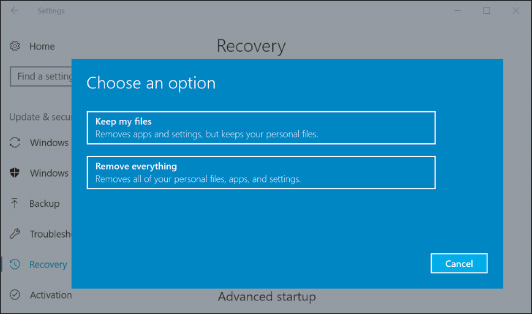 Settings
Home
Recovery
Find a setting
Choose an option
Keep my files
Removes apps and settings, but keeps your personal files.
Update & secu
Windows
Remove everything
Removes all of your personal files, apps, and settings.
Windows
Backup
Troublesh
Recovery
Cancel
Activation
Advanced startup